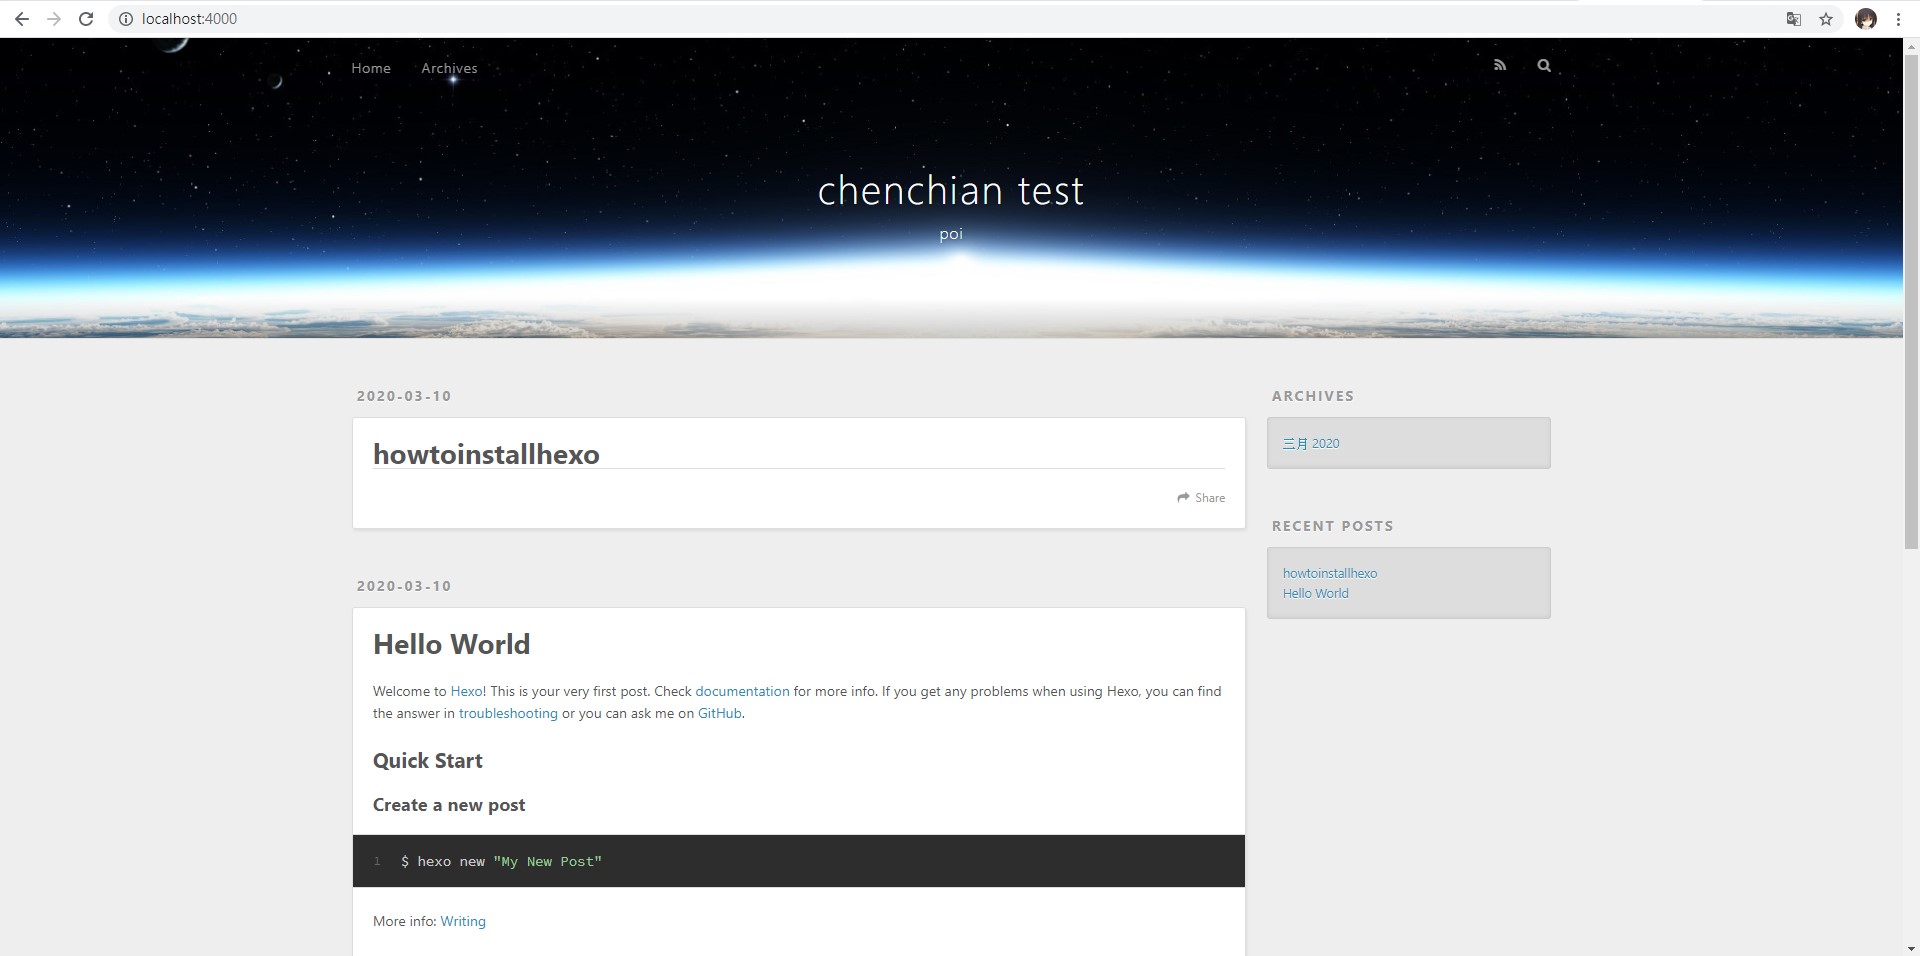 localhost:4000
Home
Archives
chenchian test
poi
2020-03-10
howtoinstallhexo
Share
2020-03-10
Hello World
Welcome to Hexo! This is your very first post. Check documentation for more info. If you get any problems when using Hexo, you can find
the answer in troubleshooting or you can ask me on GitHub.
Quick Start
Create a new post
1 $ hexo new "My New Post"
More info: Writing
ARCHIVES
三月 2020
RECENT POSTS
howtoinstallhexo
Hello World